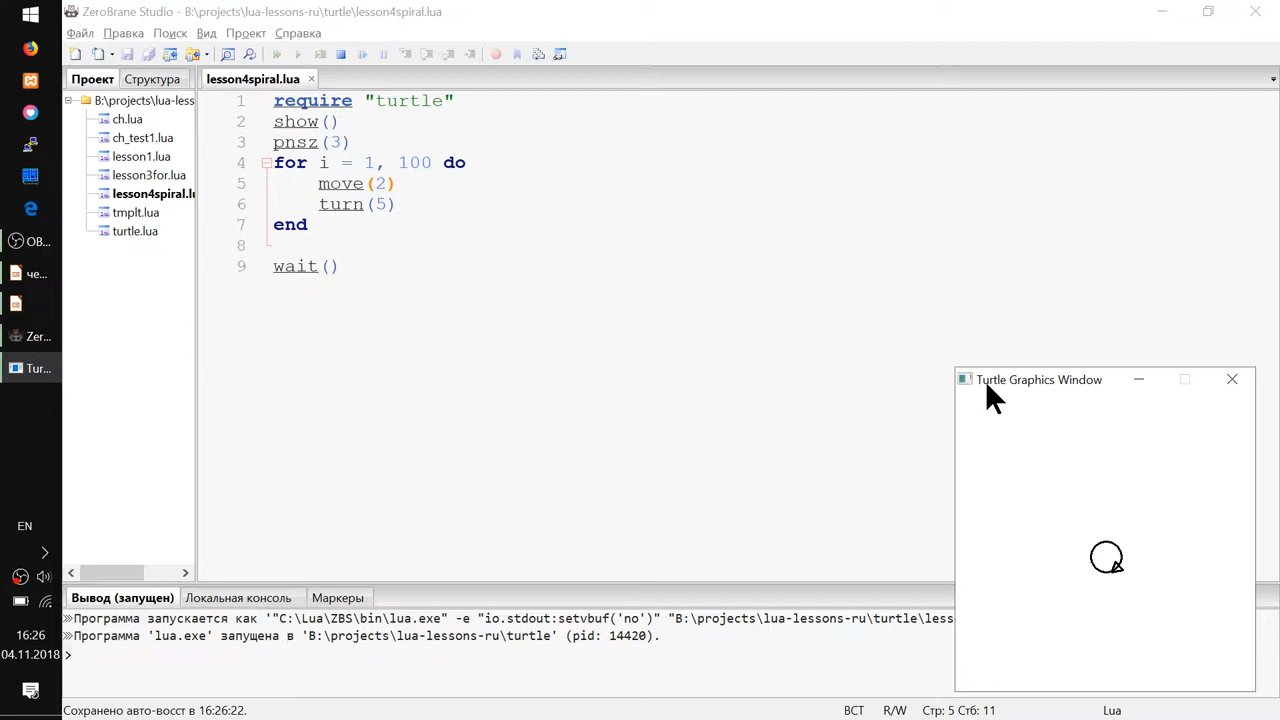 ZeroBrane Studio - B:\projects\lua-lessons-ru\turtle\lesson4spiral.lua
Файл Правка Поиск Вид Проект Справка
Проект Структура
lesson4spiral.lua
B:\projects\lua-less
ch.lua
ch_test1.lua
lesson1.lua
lesson3for.lua
lesson4spiral.lu
tmplt.lua
turtle.lua
1 require "turtle"
2 show()
3 pnsz(3)
4 for i = 1, 100 do
5 move(2)
6 turn(5)
7 end
8
9 wait()
Turtle Graphics Window
OB...
че...
Zer...
Tur...
EN
16:26
04.11.2018
Вывод (запущен) Локальная консоль Маркеры
Программа запускается как '"C:\Lua\ZBS\bin\lua.exe" -e "io.stdout:setvbuf('no')" "B:\projects\lua-lessons-ru\turtle\less
Программа 'lua.exe' запущена в 'B:\projects\lua-lessons-ru\turtle' (pid: 14420).
Сохранено авто-восст в 16:26:22. ВСТ R/W Стр: 5 Стб: 11 Lua